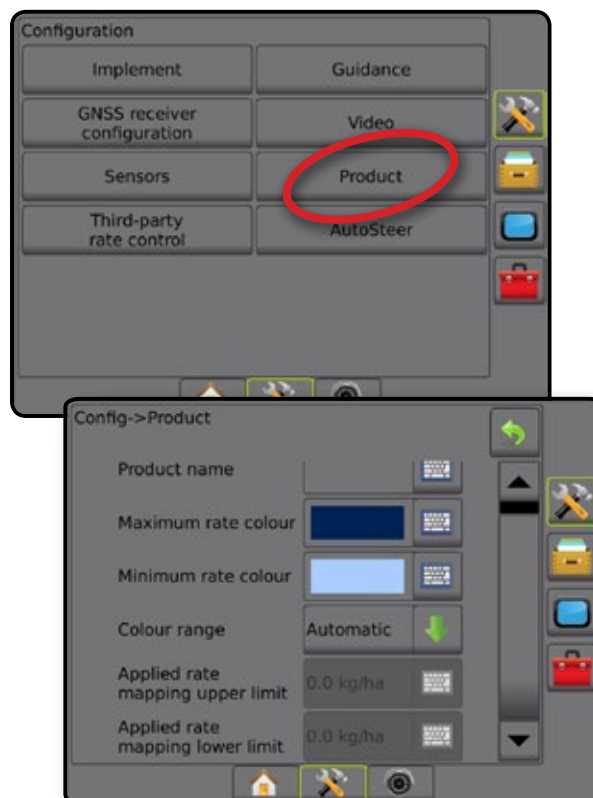 Configuration
Implement
Guidance
GNSS receiver
configuration
Video
Sensors
Product
Third-party
rate control
AutoSteer
Config->Product
Product name
Maximum rate colour
Minimum rate colour
Colour range
Automatic
Applied rate
mapping upper limit
0.0 kg/ha
Applied rate
mapping lower limit
0.0 kg/ha